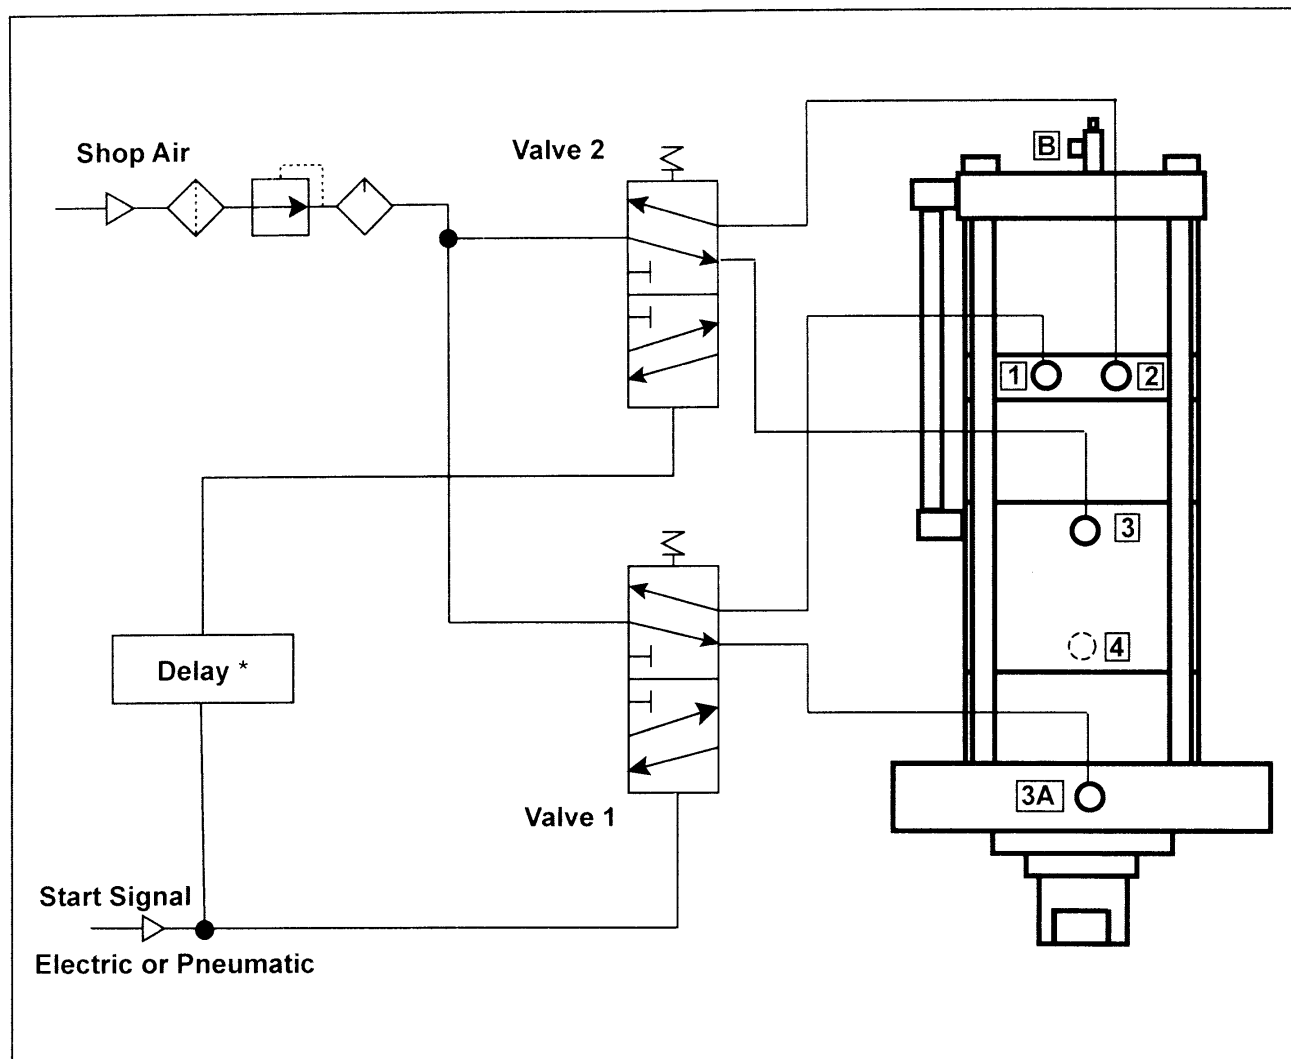 Shop Air
Valve 2
B
1
2
3
Delay *
4
3A
Valve 1
Start Signal
Electric or Pneumatic